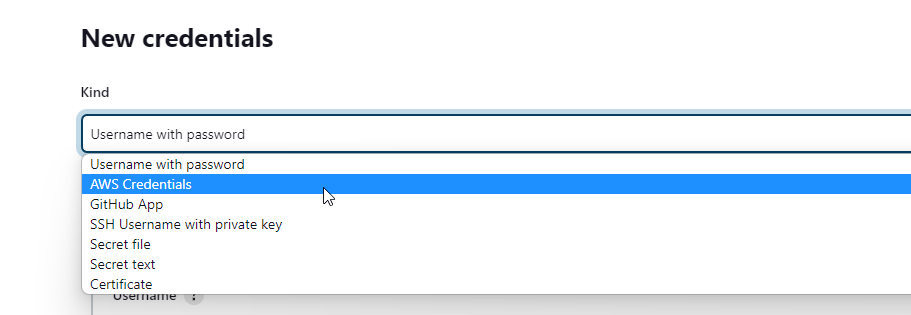 New credentials
Kind
Username with password
Username with password
AWS Credentials
GitHub App
SSH Username with private key
Secret file
Secret text
Certificate
Username